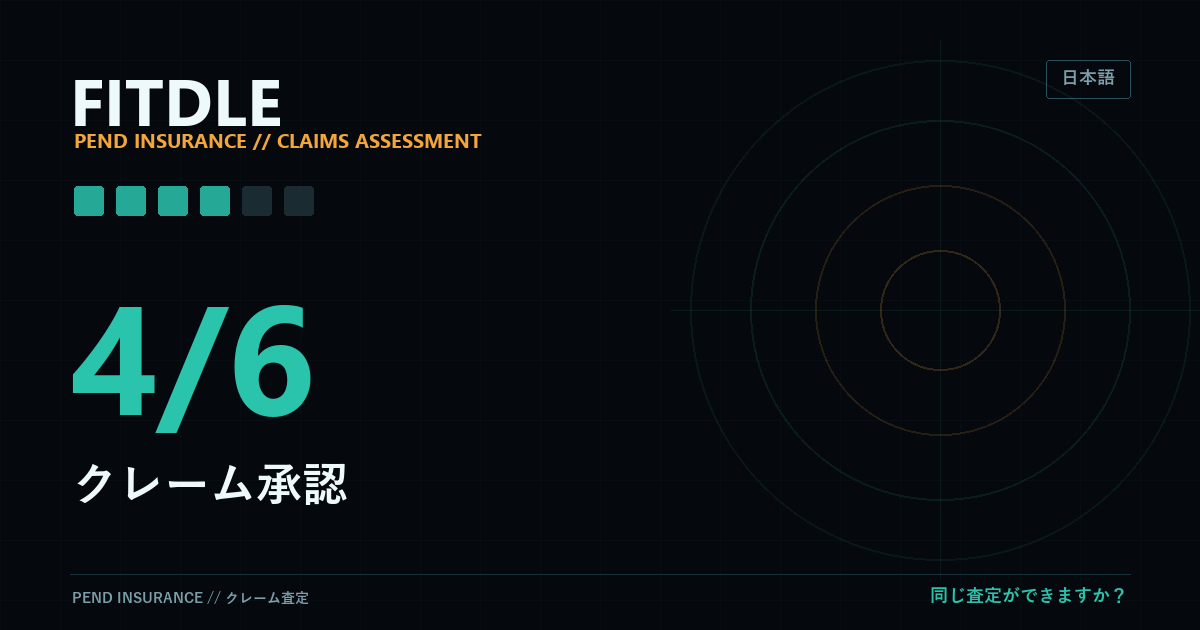 FITDLE
日本語
PEND INSURANCE // CLAIMS ASSESSMENT
4/6
クレーム承認
PEND INSURANCE // クレーム査定
同じ査定ができますか？